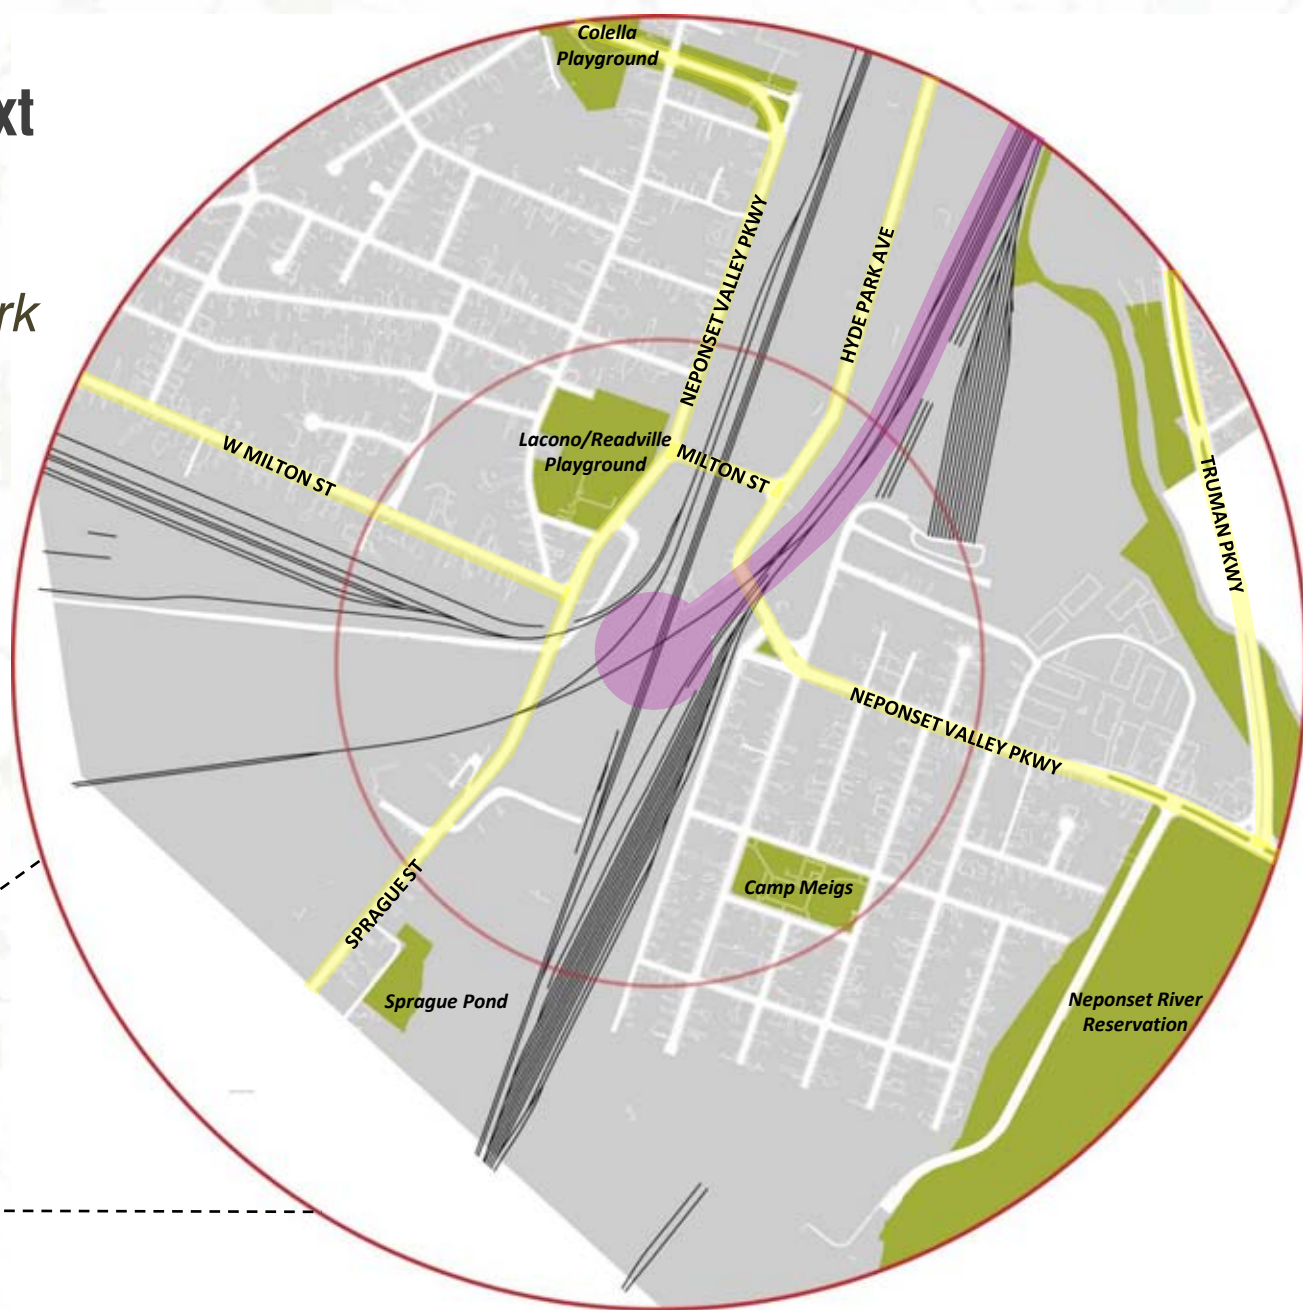 Colella
Playground
xt
rk
NEPONSET VALLEY PKWY
HYDE PARK AVE
Lacono/Readville
Playground
MILTON ST
W MILTON ST
TRUMAN PKWY
NEPONSET VALLEY PKWY
Camp Meigs
SPRAGUE ST
Sprague Pond
Neponset River
Reservation